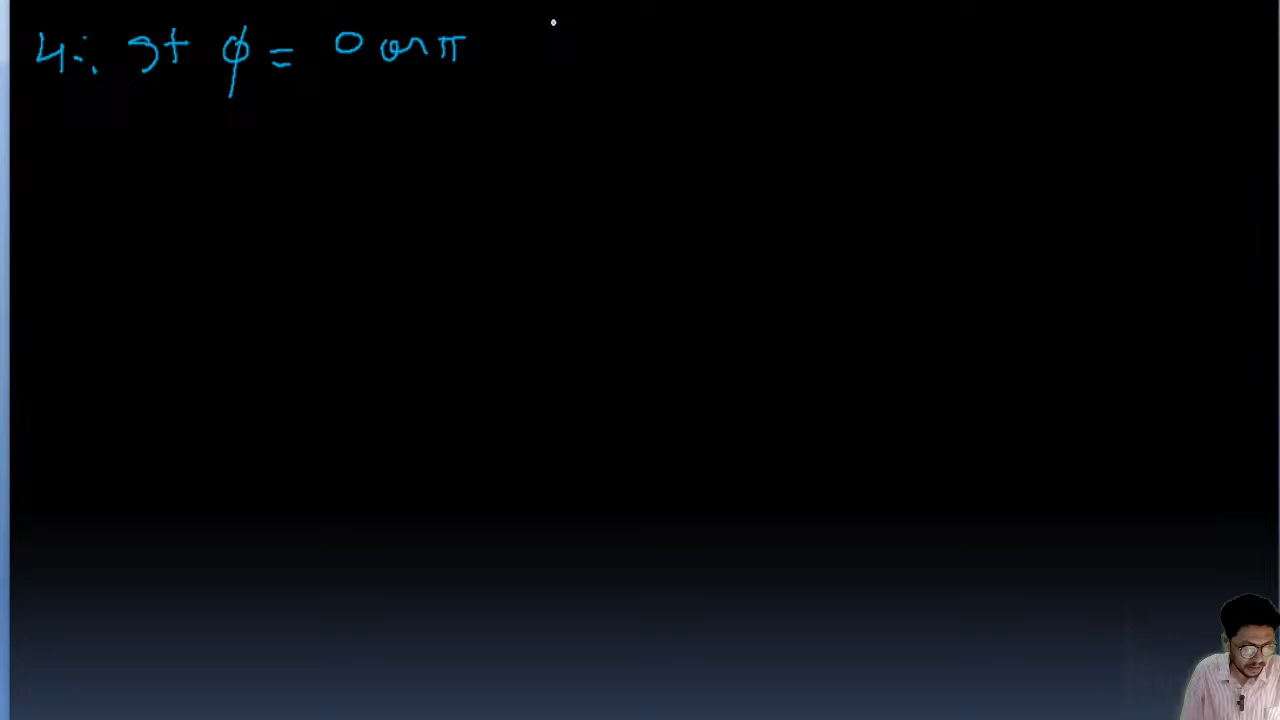 4:. If φ = 0 or π